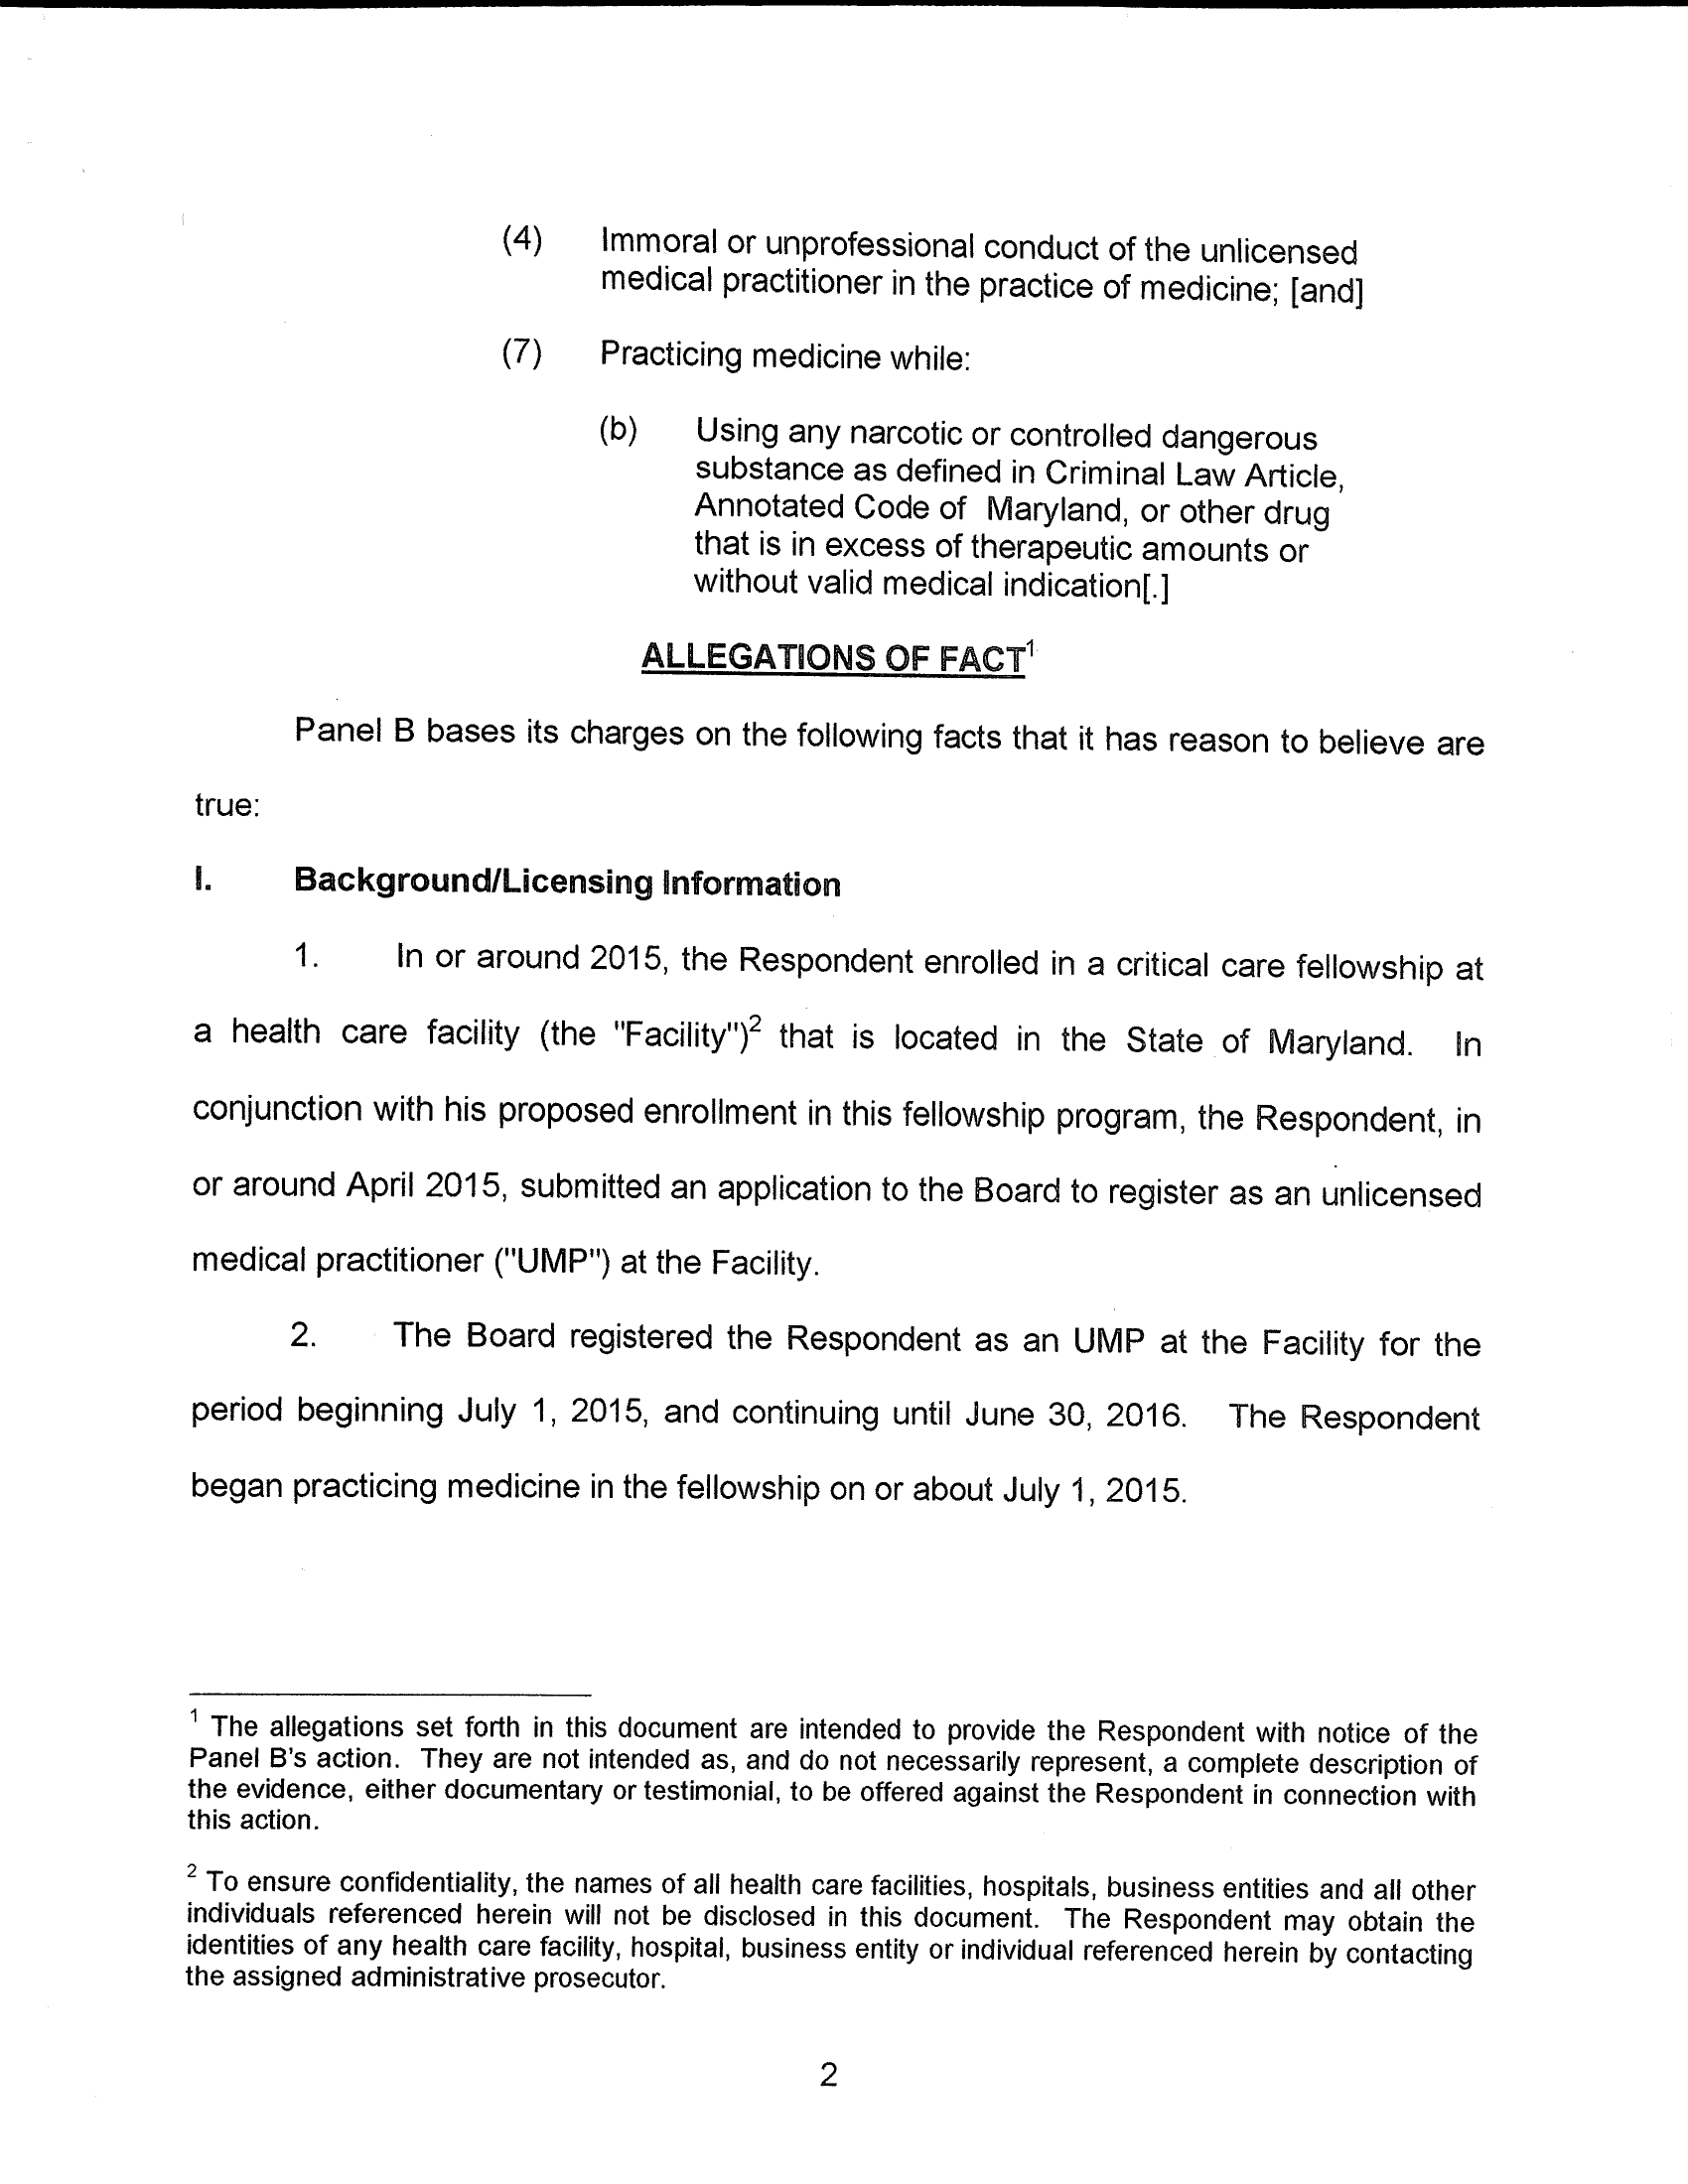 (4) Immoral or unprofessional conduct of the unlicensed
medical practitioner in the practice of medicine; [and]
(7) Practicing medicine while:
(b) Using any narcotic or controlled dangerous
substance as defined in Criminal Law Article,
Annotated Code of Maryland, or other drug
that is in excess of therapeutic amounts or
without valid medical indication[.]
ALLEGATIONS OF FACT1
Panel B bases its charges on the following facts that it has reason to believe are
true:
I. Background/Licensing Information
1. In or around 2015, the Respondent enrolled in a critical care fellowship at
a health care facility (the "Facility")2 that is located in the State of Maryland. In
conjunction with his proposed enrollment in this fellowship program, the Respondent, in
or around April 2015, submitted an application to the Board to register as an unlicensed
medical practitioner ("UMP") at the Facility.
2. The Board registered the Respondent as an UMP at the Facility for the
period beginning July 1, 2015, and continuing until June 30, 2016. The Respondent
began practicing medicine in the fellowship on or about July 1, 2015.
1 The allegations set forth in this document are intended to provide the Respondent with notice of the
Panel B's action. They are not intended as, and do not necessarily represent, a complete description of
the evidence, either documentary or testimonial, to be offered against the Respondent in connection with
this action.
2 To ensure confidentiality, the names of all health care facilities, hospitals, business entities and all other
individuals referenced herein will not be disclosed in this document. The Respondent may obtain the
identities of any health care facility, hospital, business entity or individual referenced herein by contacting
the assigned administrative prosecutor.
2